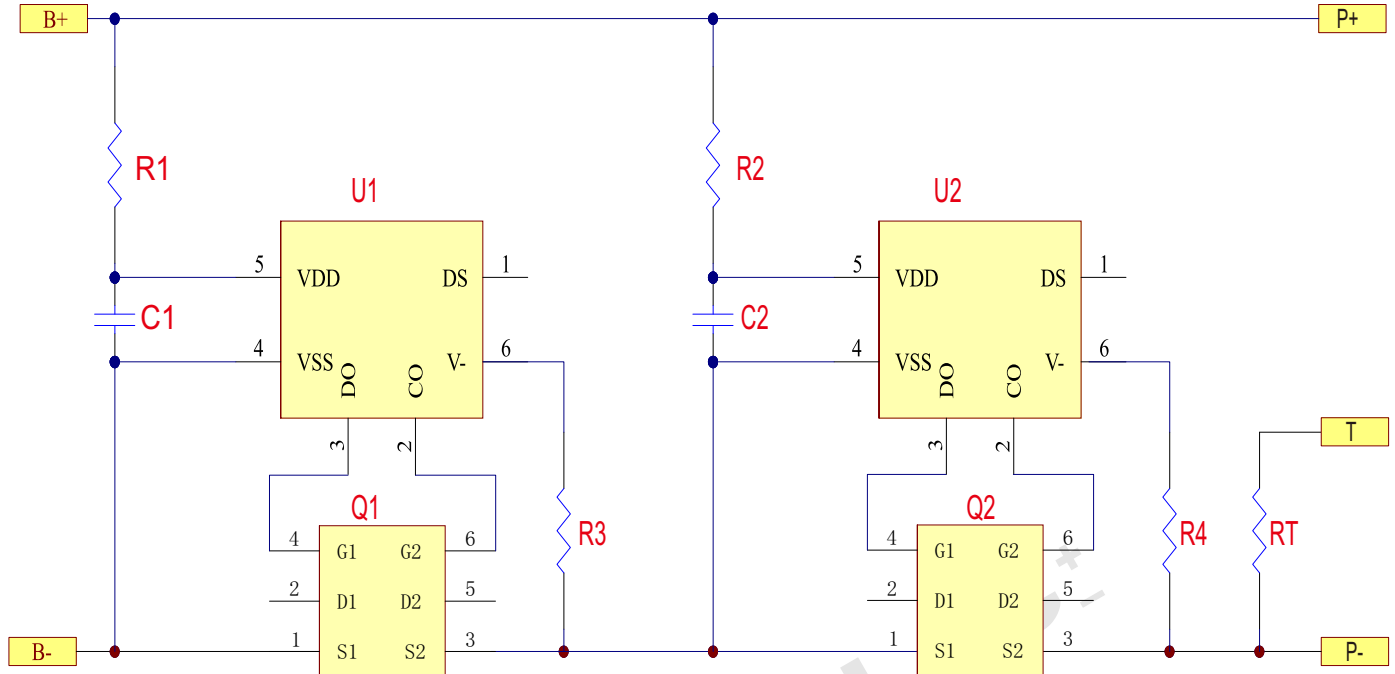 B+
P+
R1
R2
U1
U2
5
VDD
DS
1
5
VDD
DS
1
C1
C2
4
VSS
V-
6
4
VSS
V-
6
DO
CO
DO
CO
3
2
3
2
T
Q1
Q2
R3
R4
RT
4
G1
G2
6
4
G1
G2
6
2
D1
D2
5
2
D1
D2
5
B-
1
S1
S2
3
1
S1
S2
3
P-